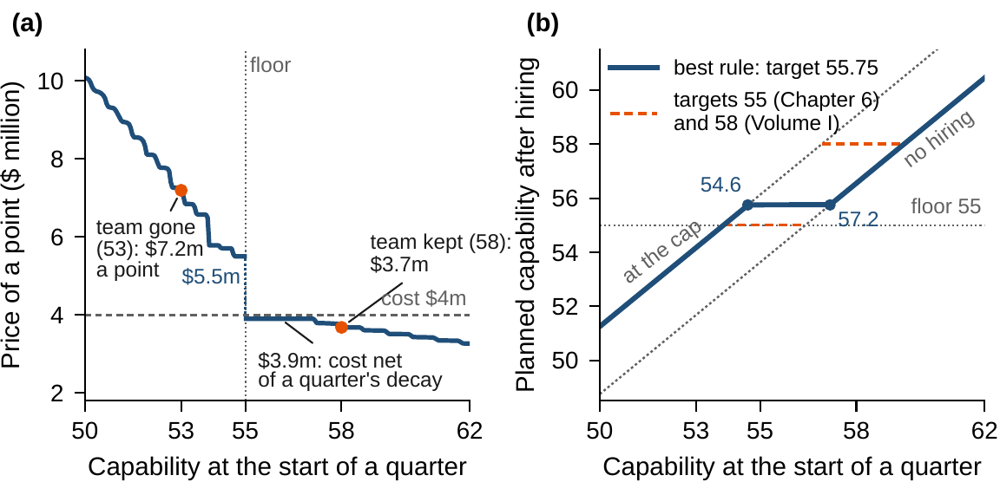 (a)
Price of a point ($ million)
10
8
6
4
2
floor
team gone
(53): $7.2m
a point
$5.5m
team kept (58):
$3.7m
cost $4m
$3.9m: cost net
of a quarter's decay
50
53
55
58
62
Capability at the start of a quarter
(b)
Planned capability after hiring
60
58
56
54
52
50
best rule: target 55.75
targets 55 (Chapter 6)
and 58 (Volume I)
no hiring
54.6
57.2
floor 55
at the cap
50
53
55
58
62
Capability at the start of a quarter